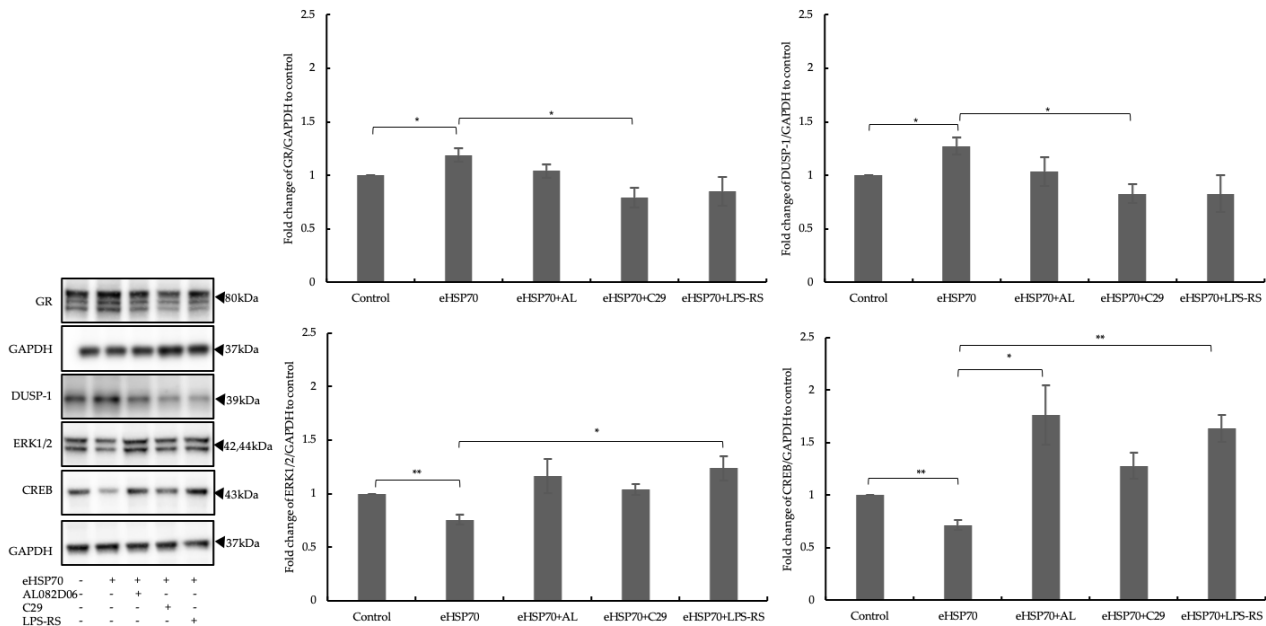 GR
80kDa
GAPDH
37kDa
DUSP-1
39kDa
ERK1/2
42,44kDa
CREB
43kDa
GAPDH
37kDa
eHSP70 - + + + +
AL082D06 - - + - -
C29 - - - + -
LPS-RS - - - - +
Fold change of GR/GAPDH to control
2.5
2
1.5
1
0.5
0
* *
Control eHSP70 eHSP70+AL eHSP70+C29 eHSP70+LPS-RS
Fold change of DUSP-1/GAPDH to control
2.5
2
1.5
1
0.5
0
* *
Control eHSP70 eHSP70+AL eHSP70+C29 eHSP70+LPS-RS
Fold change of ERK1/2/GAPDH to control
2.5
2
1.5
1
0.5
0
** *
Control eHSP70 eHSP70+AL eHSP70+C29 eHSP70+LPS-RS
Fold change of CREB/GAPDH to control
2.5
2
1.5
1
0.5
0
** * **
Control eHSP70 eHSP70+AL eHSP70+C29 eHSP70+LPS-RS